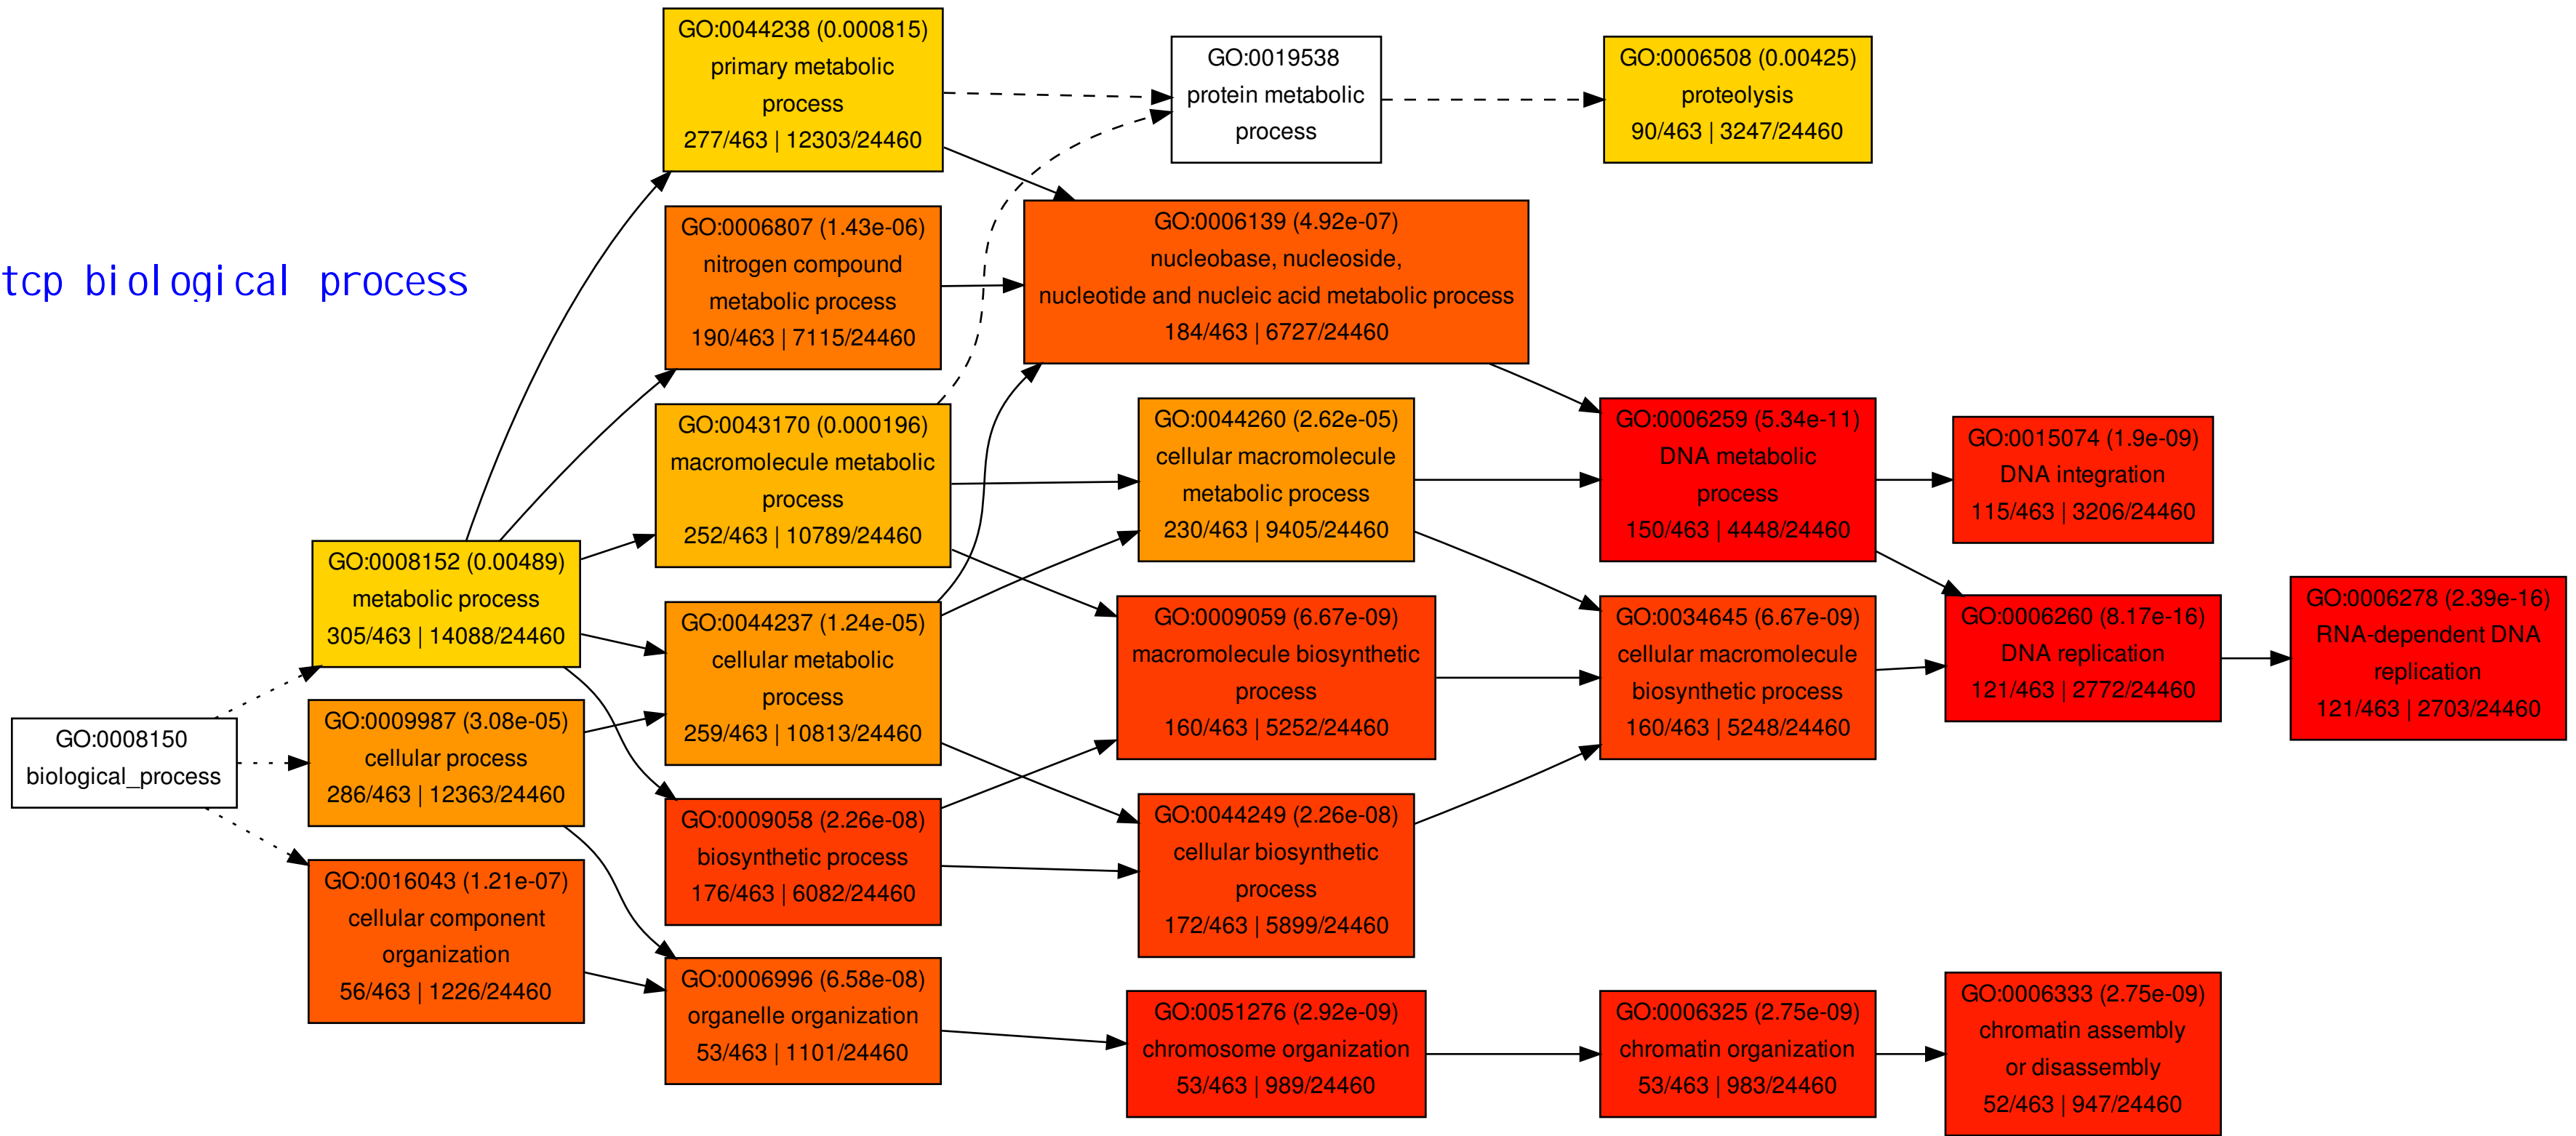 tcp biological process
GO:0008150
biological_process
GO:0008152 (0.00489)
metabolic process
305/463 | 14088/24460
GO:0009987 (3.08e-05)
cellular process
286/463 | 12363/24460
GO:0016043 (1.21e-07)
cellular component
organization
56/463 | 1226/24460
GO:0044238 (0.000815)
primary metabolic
process
277/463 | 12303/24460
GO:0006807 (1.43e-06)
nitrogen compound
metabolic process
190/463 | 7115/24460
GO:0043170 (0.000196)
macromolecule metabolic
process
252/463 | 10789/24460
GO:0044237 (1.24e-05)
cellular metabolic
process
259/463 | 10813/24460
GO:0009058 (2.26e-08)
biosynthetic process
176/463 | 6082/24460
GO:0006996 (6.58e-08)
organelle organization
53/463 | 1101/24460
GO:0019538
protein metabolic
process
GO:0006139 (4.92e-07)
nucleobase, nucleoside,
nucleotide and nucleic acid metabolic process
184/463 | 6727/24460
GO:0044260 (2.62e-05)
cellular macromolecule
metabolic process
230/463 | 9405/24460
GO:0009059 (6.67e-09)
macromolecule biosynthetic
process
160/463 | 5252/24460
GO:0044249 (2.26e-08)
cellular biosynthetic
process
172/463 | 5899/24460
GO:0051276 (2.92e-09)
chromosome organization
53/463 | 989/24460
GO:0006508 (0.00425)
proteolysis
90/463 | 3247/24460
GO:0006259 (5.34e-11)
DNA metabolic
process
150/463 | 4448/24460
GO:0034645 (6.67e-09)
cellular macromolecule
biosynthetic process
160/463 | 5248/24460
GO:0006325 (2.75e-09)
chromatin organization
53/463 | 983/24460
GO:0015074 (1.9e-09)
DNA integration
115/463 | 3206/24460
GO:0006260 (8.17e-16)
DNA replication
121/463 | 2772/24460
GO:0006333 (2.75e-09)
chromatin assembly
or disassembly
52/463 | 947/24460
GO:0006278 (2.39e-16)
RNA-dependent DNA
replication
121/463 | 2703/24460